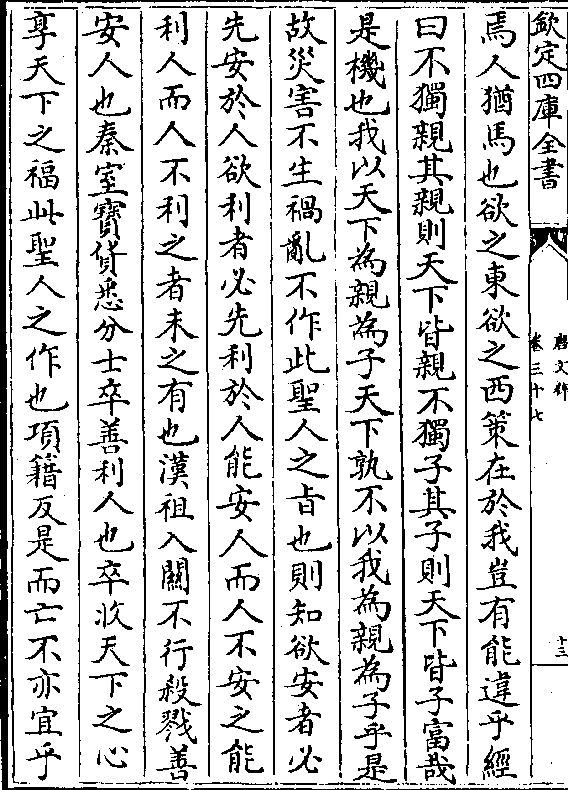 欽定四庫全書
唐文粹
卷三十七
十三
焉人猶馬也欲之東欲之西策在於我豈有能違乎經
曰不獨親其親則天下皆親不獨子其子則天下皆子富哉
是機也我以天下為親為子天下孰不以我為親為子乎是
故災害不生禍亂不作此聖人之旨也則知欲安者必
先安於人欲利者必先利於人能安人而人不安之能
利人而人不利之者未之有也漢祖入關不行殺戮善
安人也秦室寶貨悉分士卒善利人也卒收天下之心
享天下之福此聖人之作也項籍反是而亡不亦宜乎